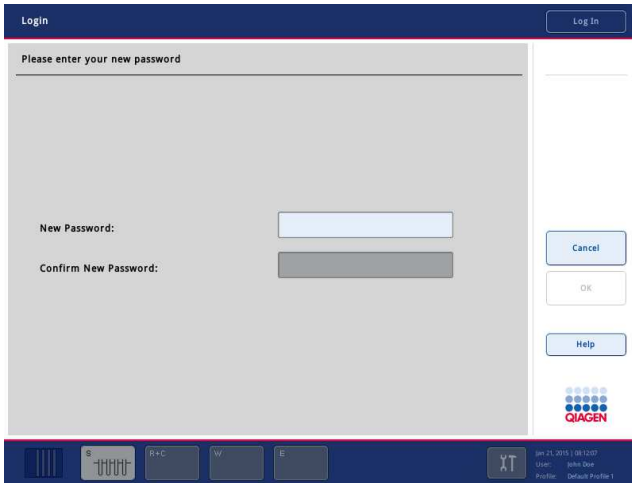 Login
Log In
Please enter your new password
New Password:
Confirm New Password:
Cancel
OK
Help
QIAGEN
S
R+C
W
E
Jan 21, 2015 | 08:12:07
User: John Doe
Profile: Default Profile 1